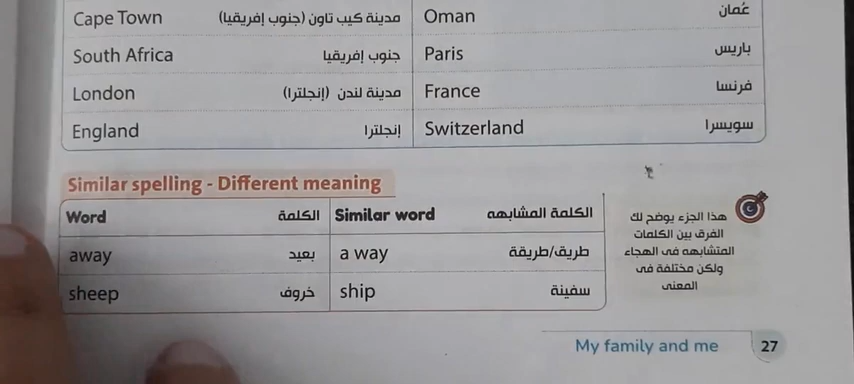 Cape Town مدينة كيب تاون (جنوب إفريقيا) Oman عُمان
South Africa جنوب إفريقيا Paris باريس
London مدينة لندن (إنجلترا) France فرنسا
England إنجلترا Switzerland سويسرا
Similar spelling - Different meaning
Word الكلمة Similar word الكلمة المشابهه
away بعيد a way طريق/طريقة
sheep خروف ship سفينة
هذا الجزء يوضح لك
الفرق بين الكلمات
المتشابهه فى الهجاء
ولكن مختلفة فى
المعنى
My family and me 27